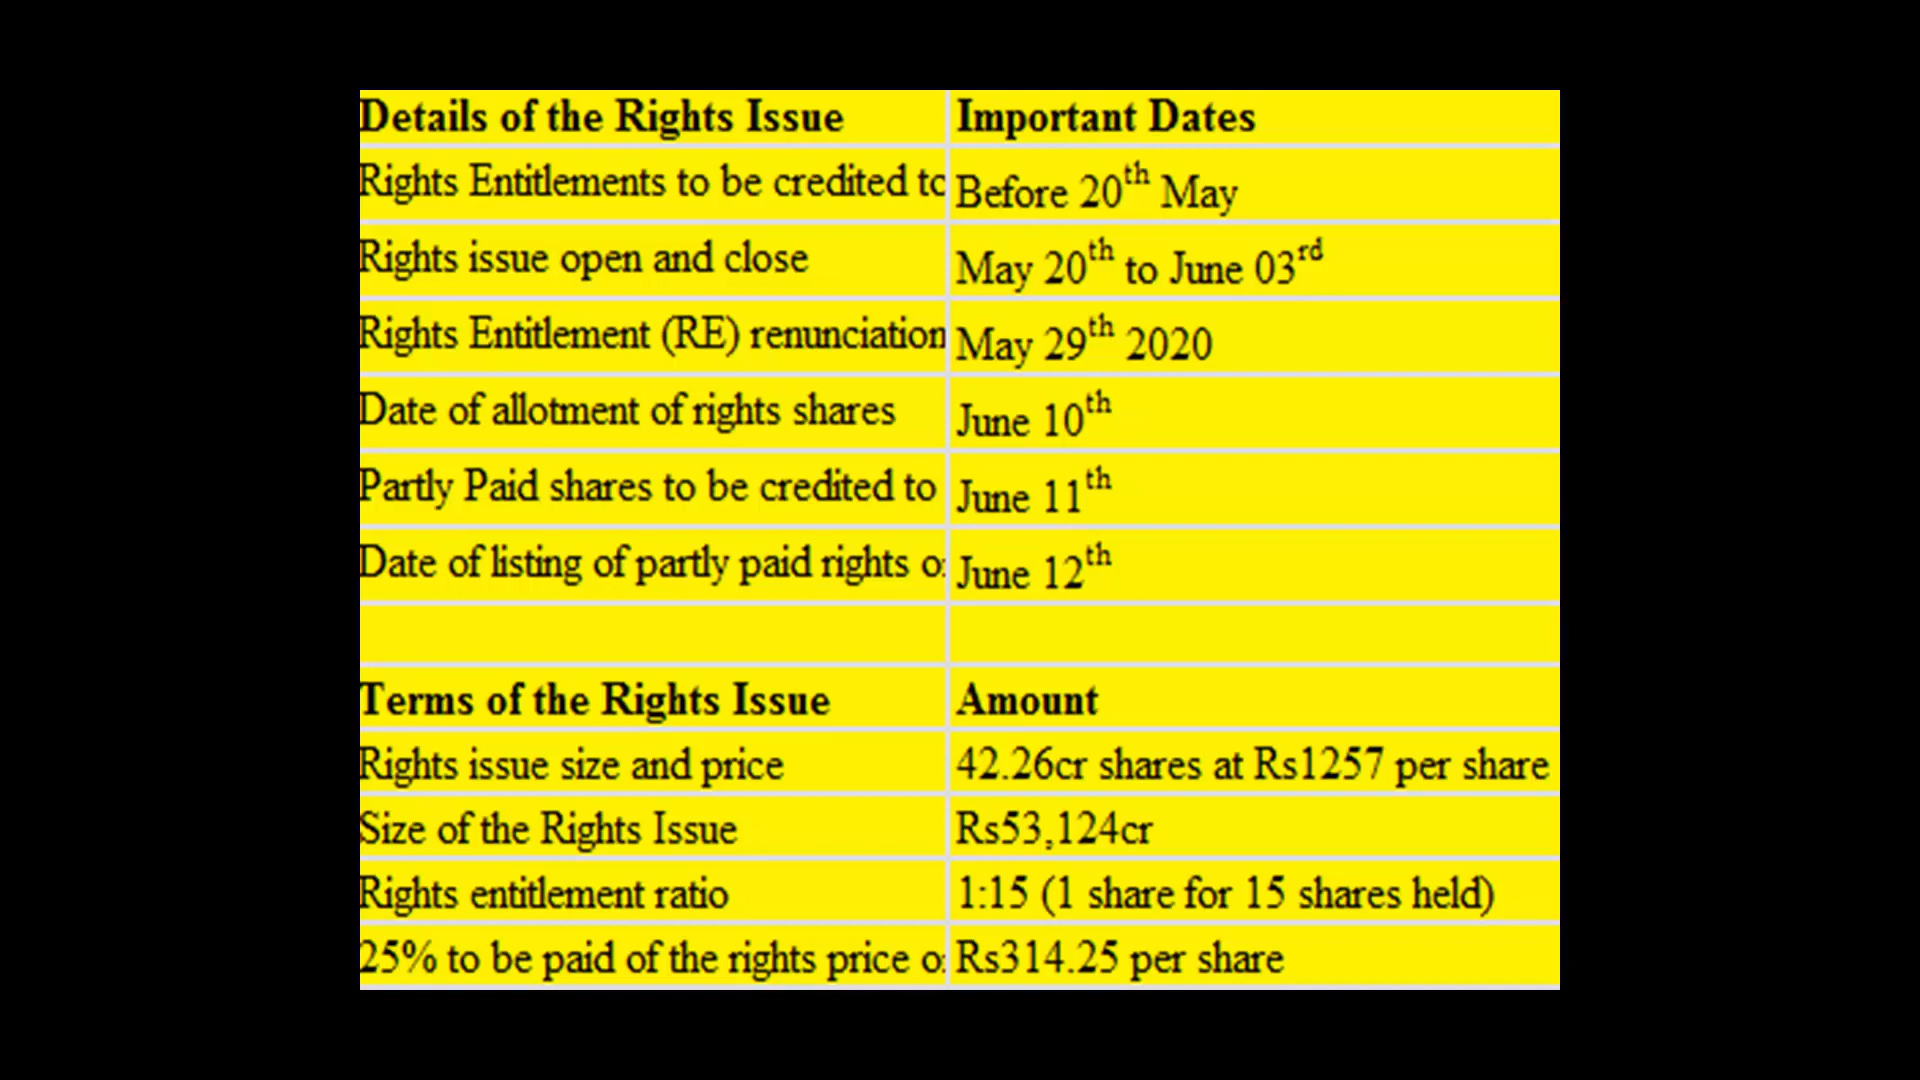 Details of the Rights Issue Important Dates
Rights Entitlements to be credited to Before 20th May
Rights issue open and close May 20th to June 03rd
Rights Entitlement (RE) renunciation May 29th 2020
Date of allotment of rights shares June 10th
Partly Paid shares to be credited to June 11th
Date of listing of partly paid rights June 12th
Terms of the Rights Issue Amount
Rights issue size and price 42.26cr shares at Rs1257 per share
Size of the Rights Issue Rs53,124cr
Rights entitlement ratio 1:15 (1 share for 15 shares held)
25% to be paid of the rights price Rs314.25 per share